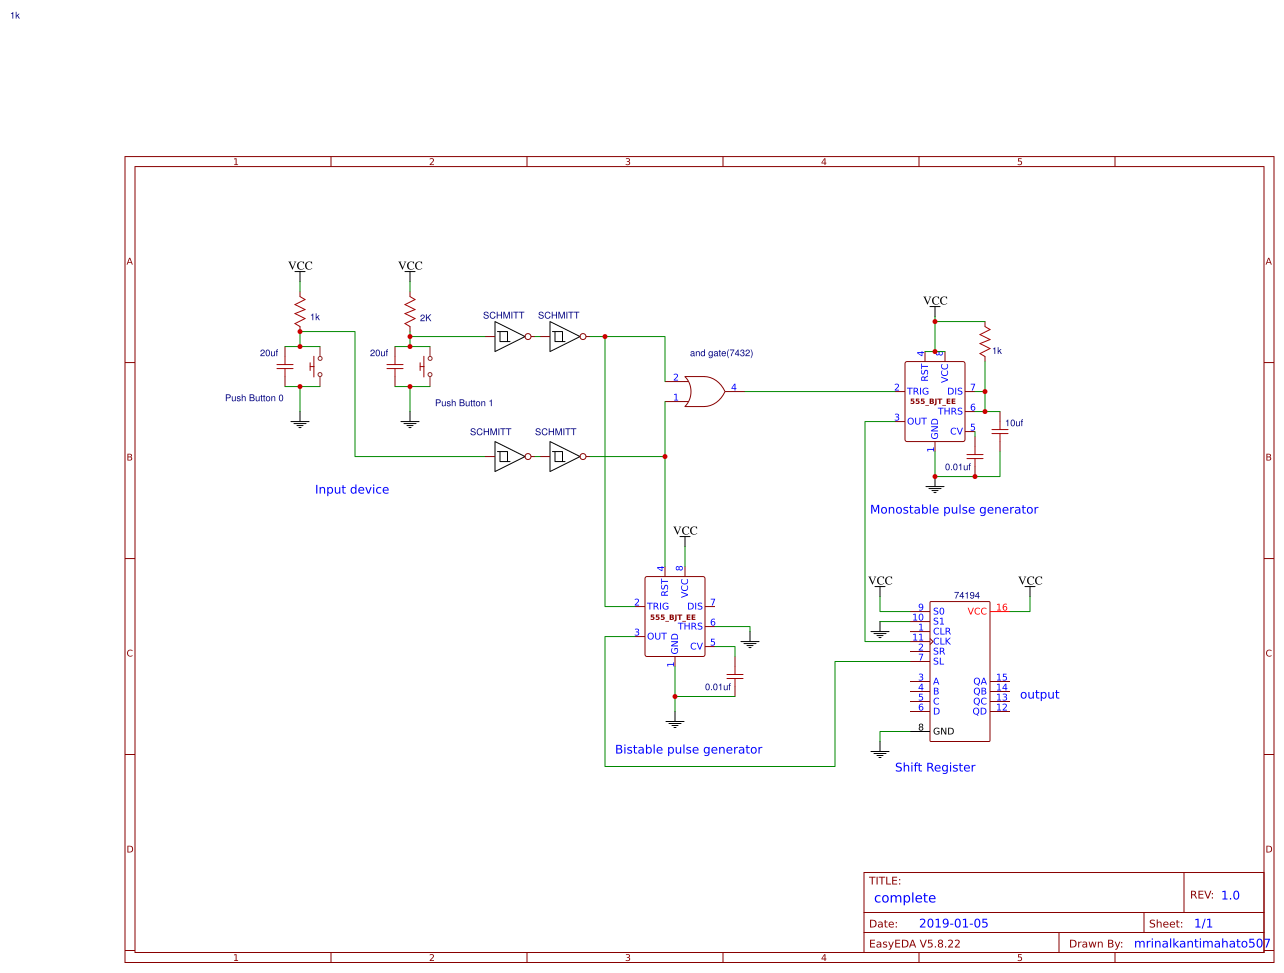 1k
1 2 3 4 5
A A
VCC VCC
VCC
1k 2K
SCHMITT SCHMITT
20uf 20uf
Push Button 0 Push Button 1
and gate(7432)
2
1
4
1k
4 8
RST VCC
2 TRIG DIS 7
555_BJT_EE
THRS 6
3 OUT
GND CV 5
1
10uf
0.01uf
SCHMITT SCHMITT
B B
Input device
Monostable pulse generator
VCC
4 8
RST VCC
2 TRIG DIS 7
555_BJT_EE
THRS 6
3 OUT
GND CV 5
1
0.01uf
Bistable pulse generator
VCC VCC
74194
9 S0 VCC 16
10 S1
1 CLR
11 CLK
2 SR
7 SL
3 A QA 15
4 B QB 14
5 C QC 13
6 D QD 12
8 GND
output
Shift Register
C C
D D
TITLE:
complete
REV: 1.0
Date: 2019-01-05
Sheet: 1/1
EasyEDA V5.8.22
Drawn By: mrinalkantimahato507
1 2 3 4 5